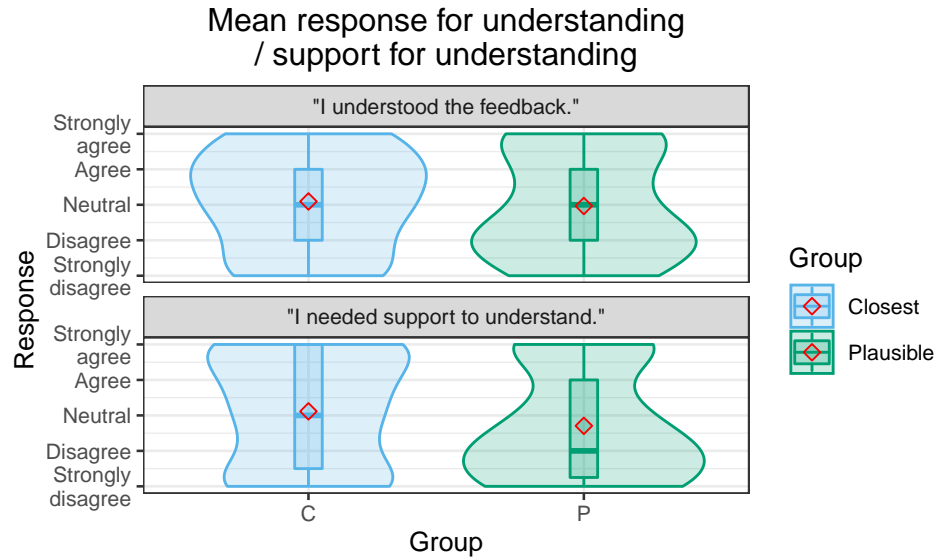 Mean response for understanding
/ support for understanding
"I understood the feedback."
Strongly
agree
Agree
Neutral
Disagree
Strongly
disagree
"I needed support to understand."
Strongly
agree
Agree
Neutral
Disagree
Strongly
disagree
Response
C
P
Group
Group
Closest
Plausible